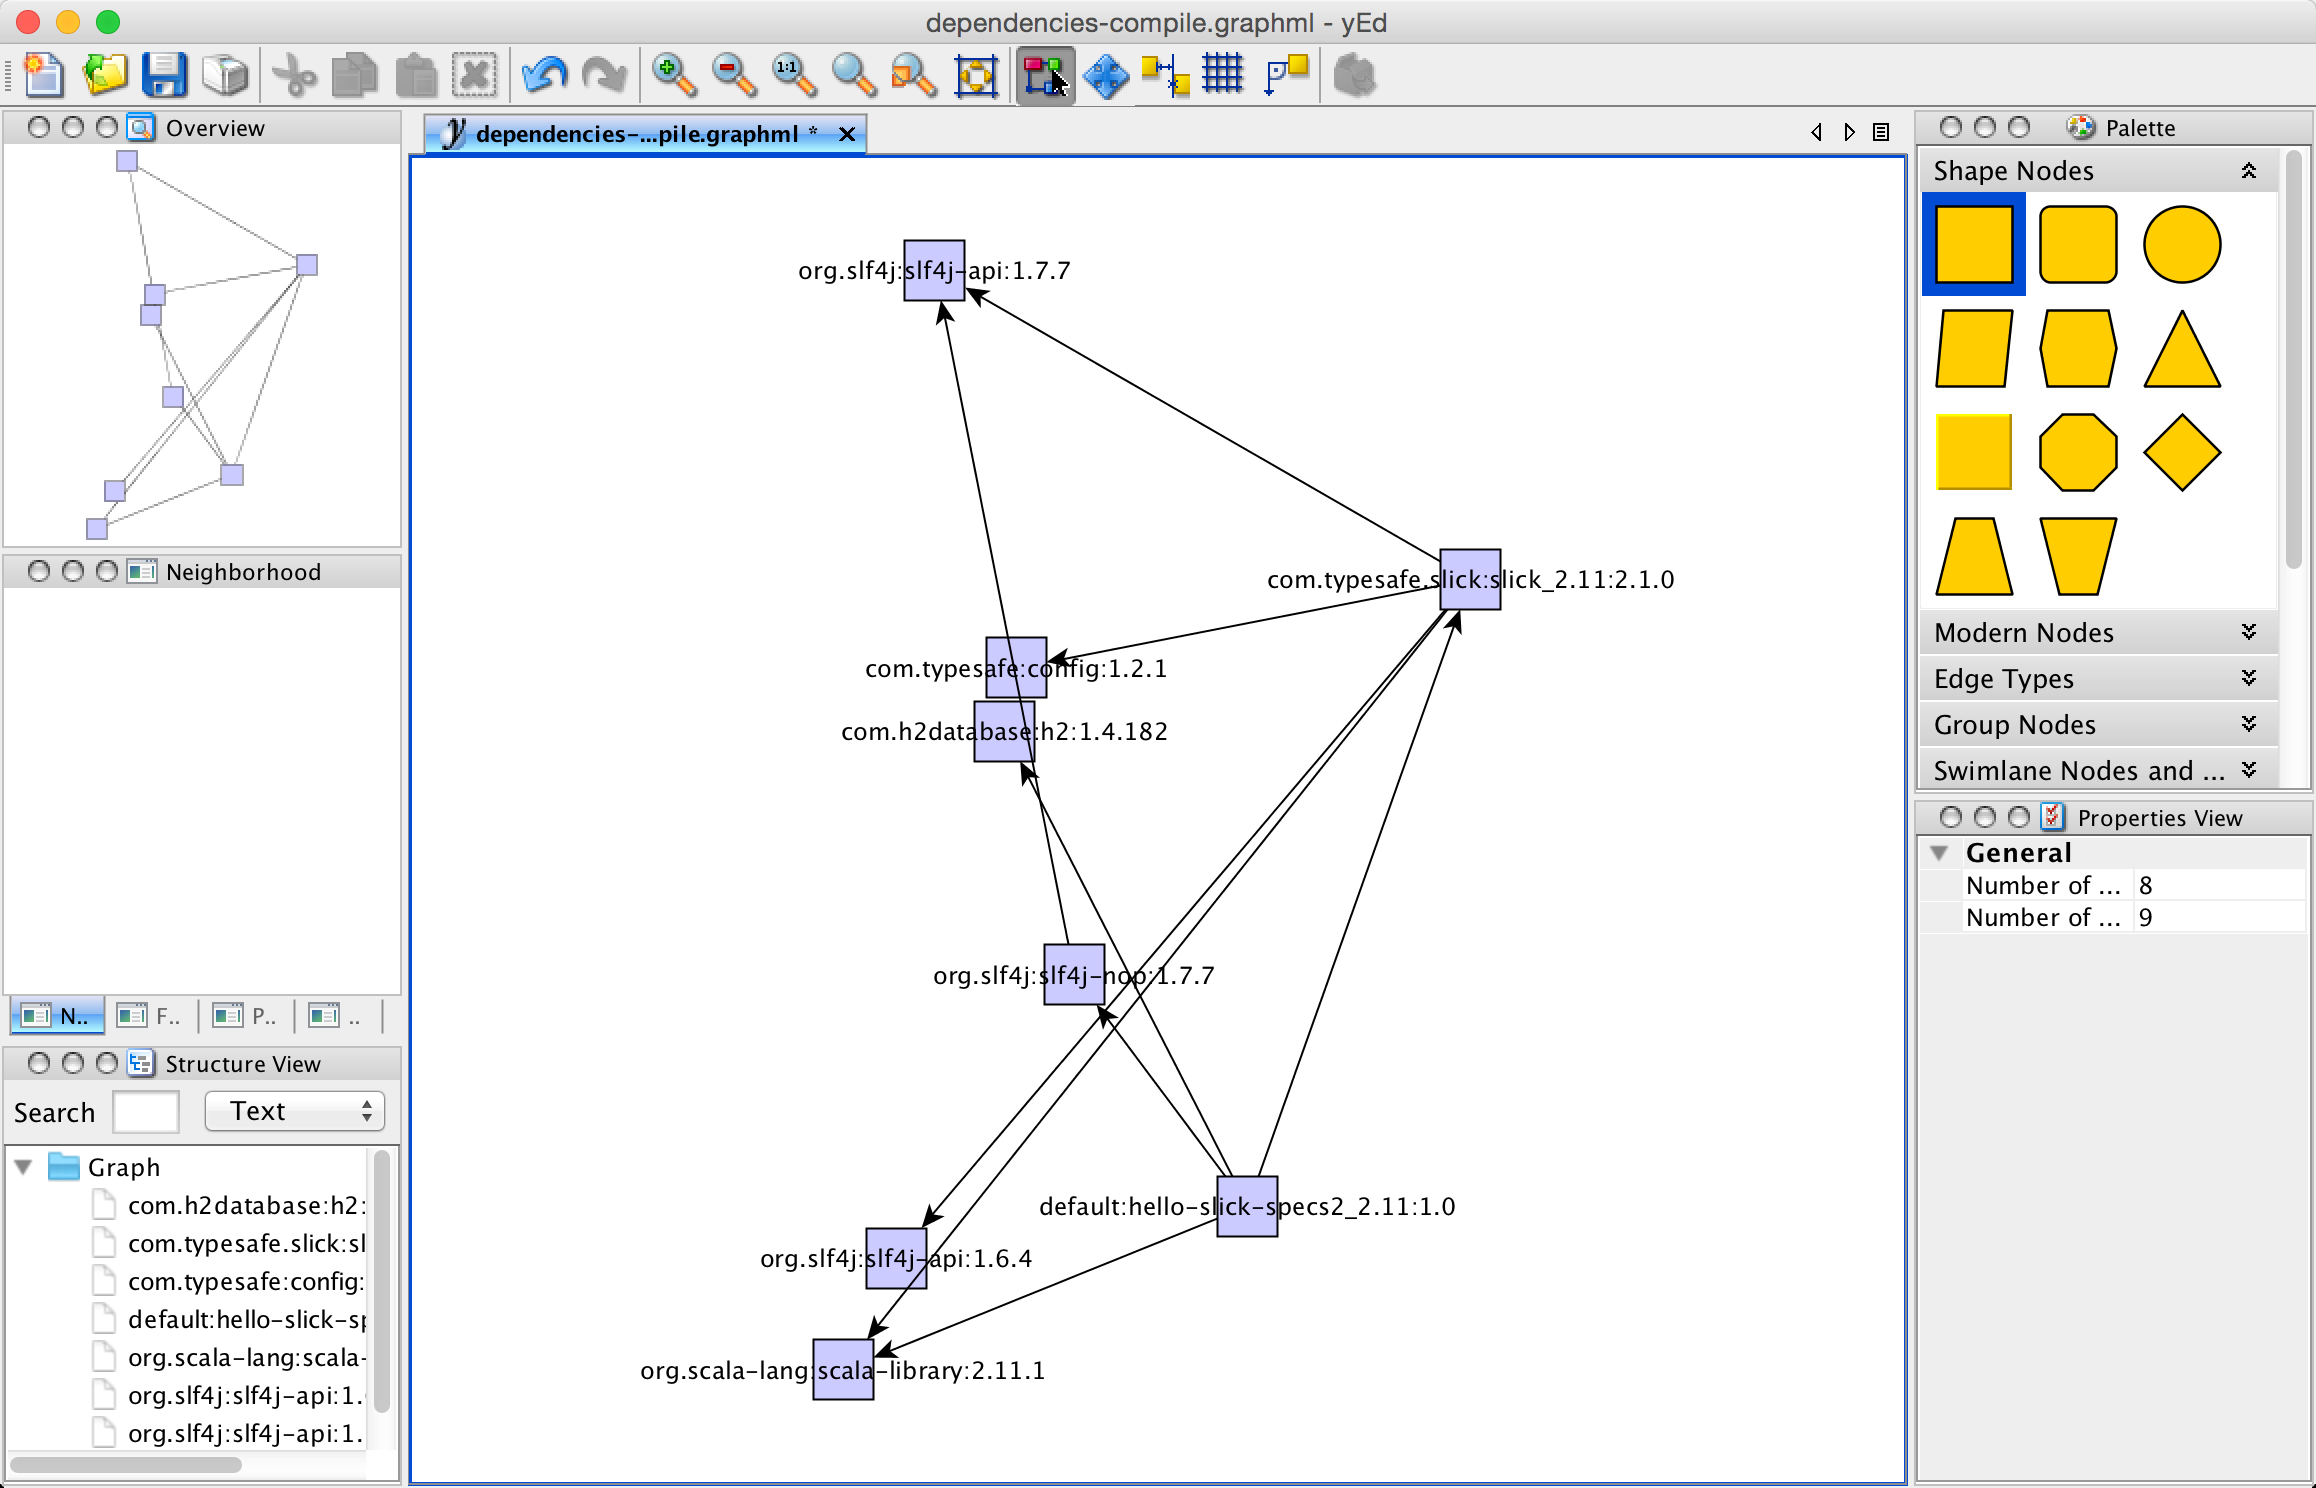 dependencies-compile.graphml - yEd
1:1
Overview
dependencies-...pile.graphml *
Palette
Shape Nodes
Modern Nodes
Edge Types
Group Nodes
Swimlane Nodes and ...
Neighborhood
N..
F..
P..
..
Structure View
Search
Text
Graph
com.h2database:h2:
com.typesafe.slick:sl
com.typesafe:config:
default:hello-slick-sp
org.scala-lang:scala-
org.slf4j:slf4j-api:1.
org.slf4j:slf4j-api:1.
org.slf4j:slf4j-api:1.7.7
com.typesafe.slick:slick_2.11:2.1.0
com.typesafe:config:1.2.1
com.h2database:h2:1.4.182
org.slf4j:slf4j-nop:1.7.7
default:hello-slick-specs2_2.11:1.0
org.slf4j:slf4j-api:1.6.4
org.scala-lang:scala-library:2.11.1
Properties View
General
Number of ... 8
Number of ... 9